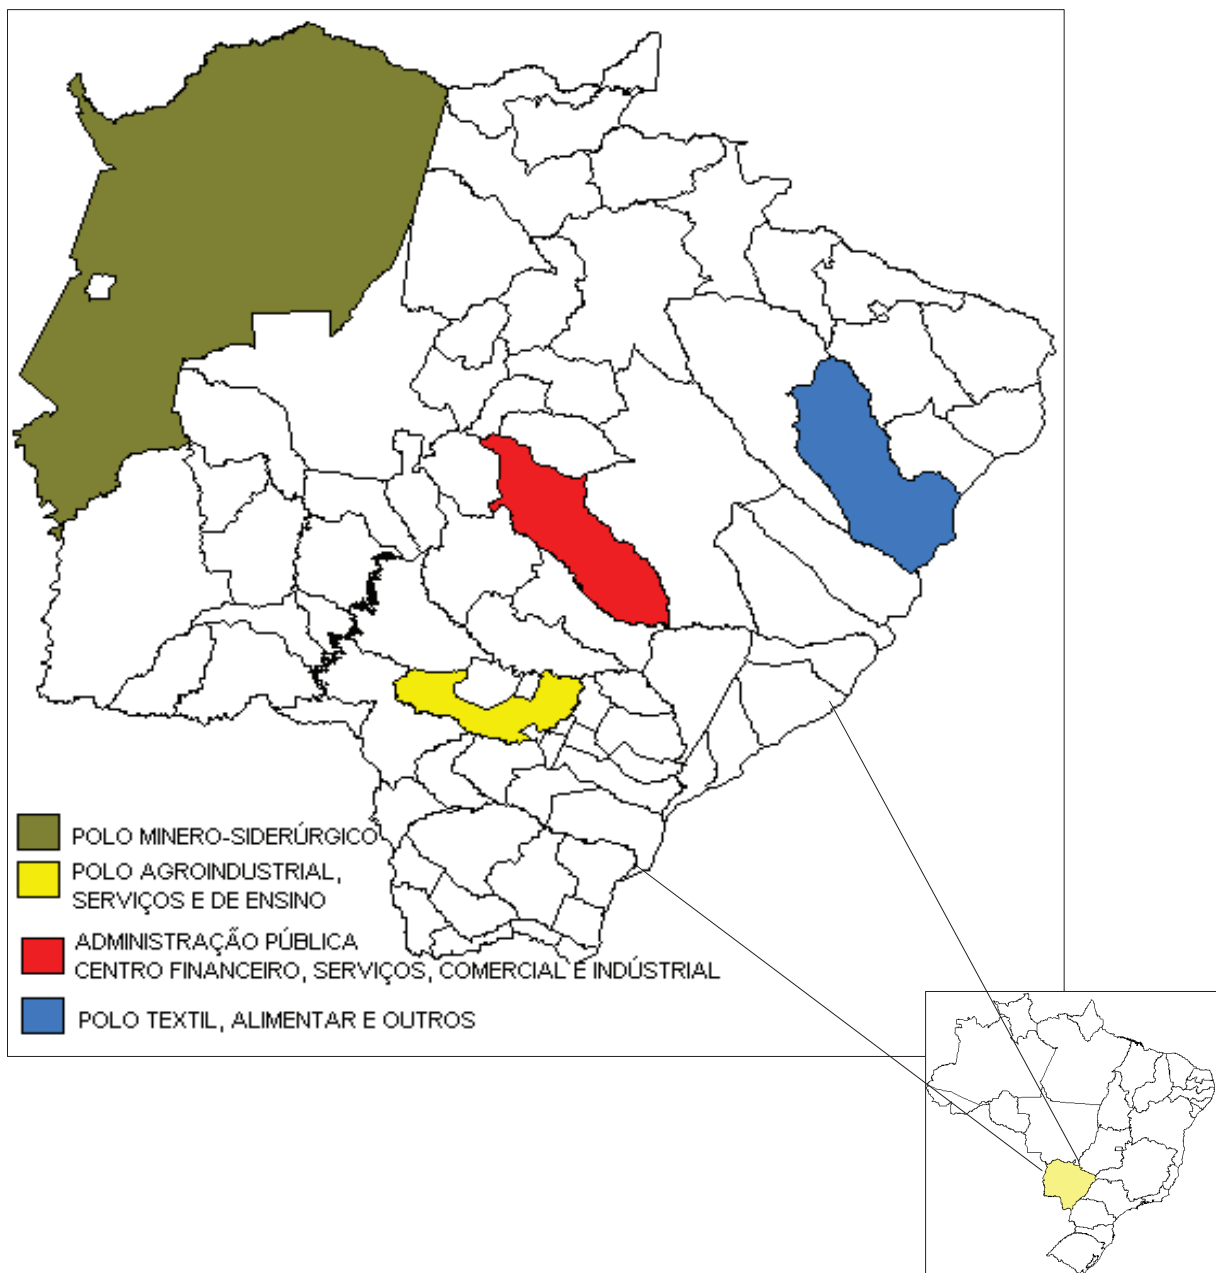 POLO MINERO-SIDERÚRGICO
POLO AGROINDUSTRIAL,
SERVIÇOS E DE ENSINO
ADMINISTRAÇÃO PÚBLICA
CENTRO FINANCEIRO, SERVIÇOS, COMERCIAL E INDÚSTRIAL
POLO TEXTIL, ALIMENTAR E OUTROS